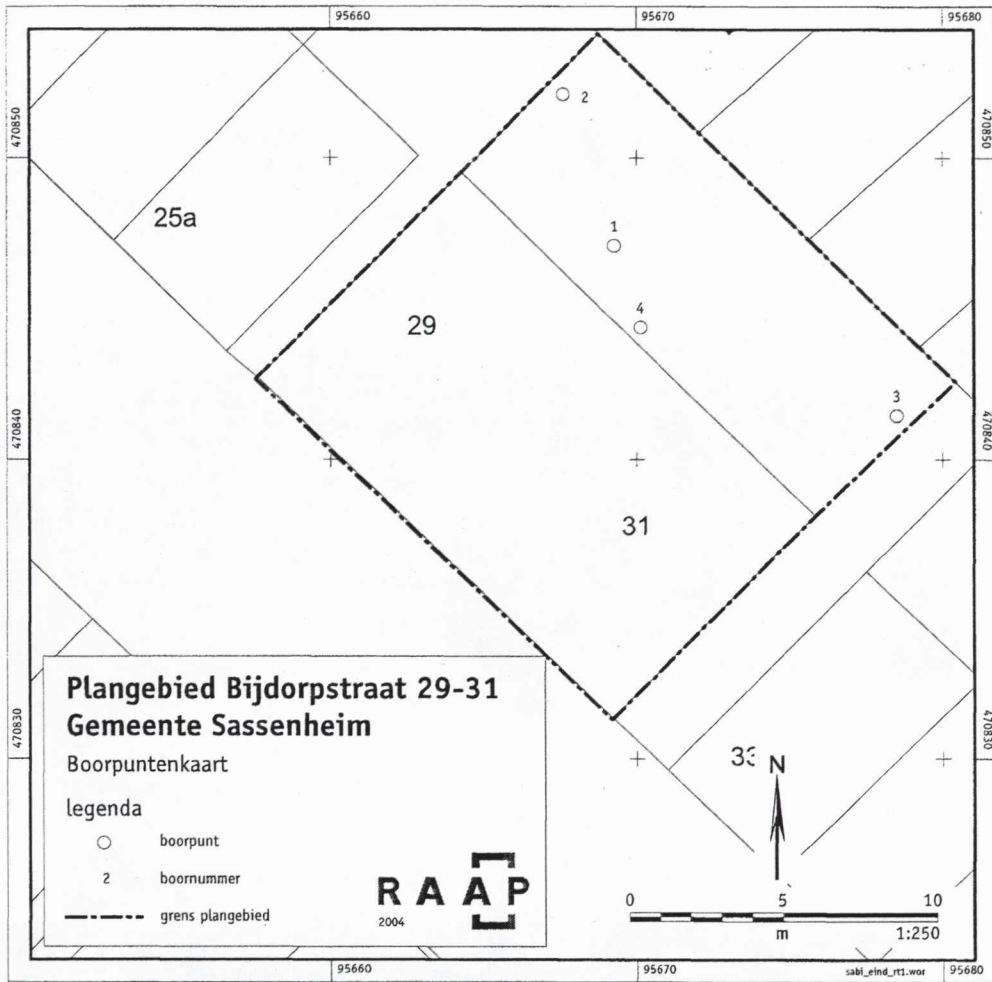 95660 95670 95680
470850 470850
2
1
25a
4
29
3
470840 470840
31
Plangebied Bijdorpstraat 29-31
Gemeente Sassenheim
Boorpuntenkaart
470830 470830
33 N
legenda
boorpunt
2 boornummer
grens plangebied
RAAP
2004
0 5 10
m 1:250
95660 95670 95680
sabi_eind_rt1.wor